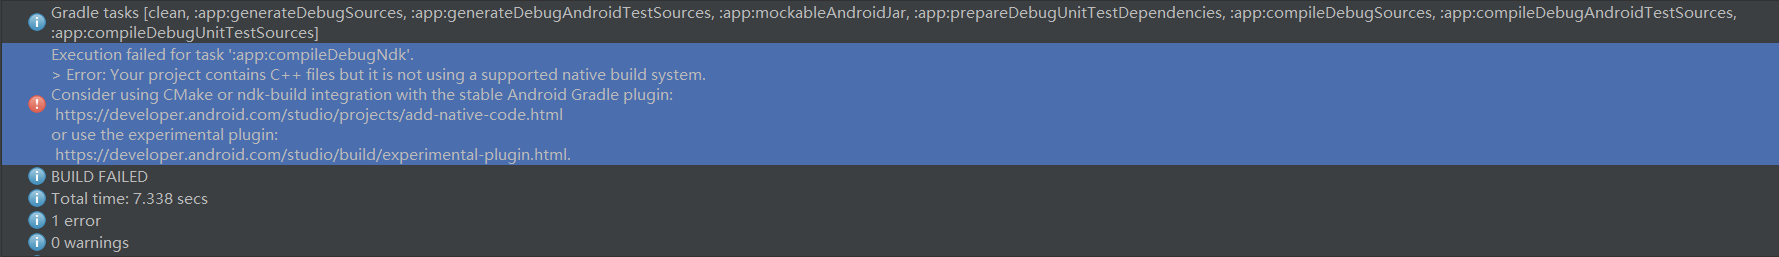 Gradle tasks [clean, :app:generateDebugSources, :app:generateDebugAndroidTestSources, :app:mockableAndroidJar, :app:prepareDebugUnitTestDependencies, :app:compileDebugSources, :app:compileDebugAndroidTestSources,
:app:compileDebugUnitTestSources]
Execution failed for task ':app:compileDebugNdk'.
> Error: Your project contains C++ files but it is not using a supported native build system.
Consider using CMake or ndk-build integration with the stable Android Gradle plugin:
https://developer.android.com/studio/projects/add-native-code.html
or use the experimental plugin:
https://developer.android.com/studio/build/experimental-plugin.html.
BUILD FAILED
Total time: 7.338 secs
1 error
0 warnings